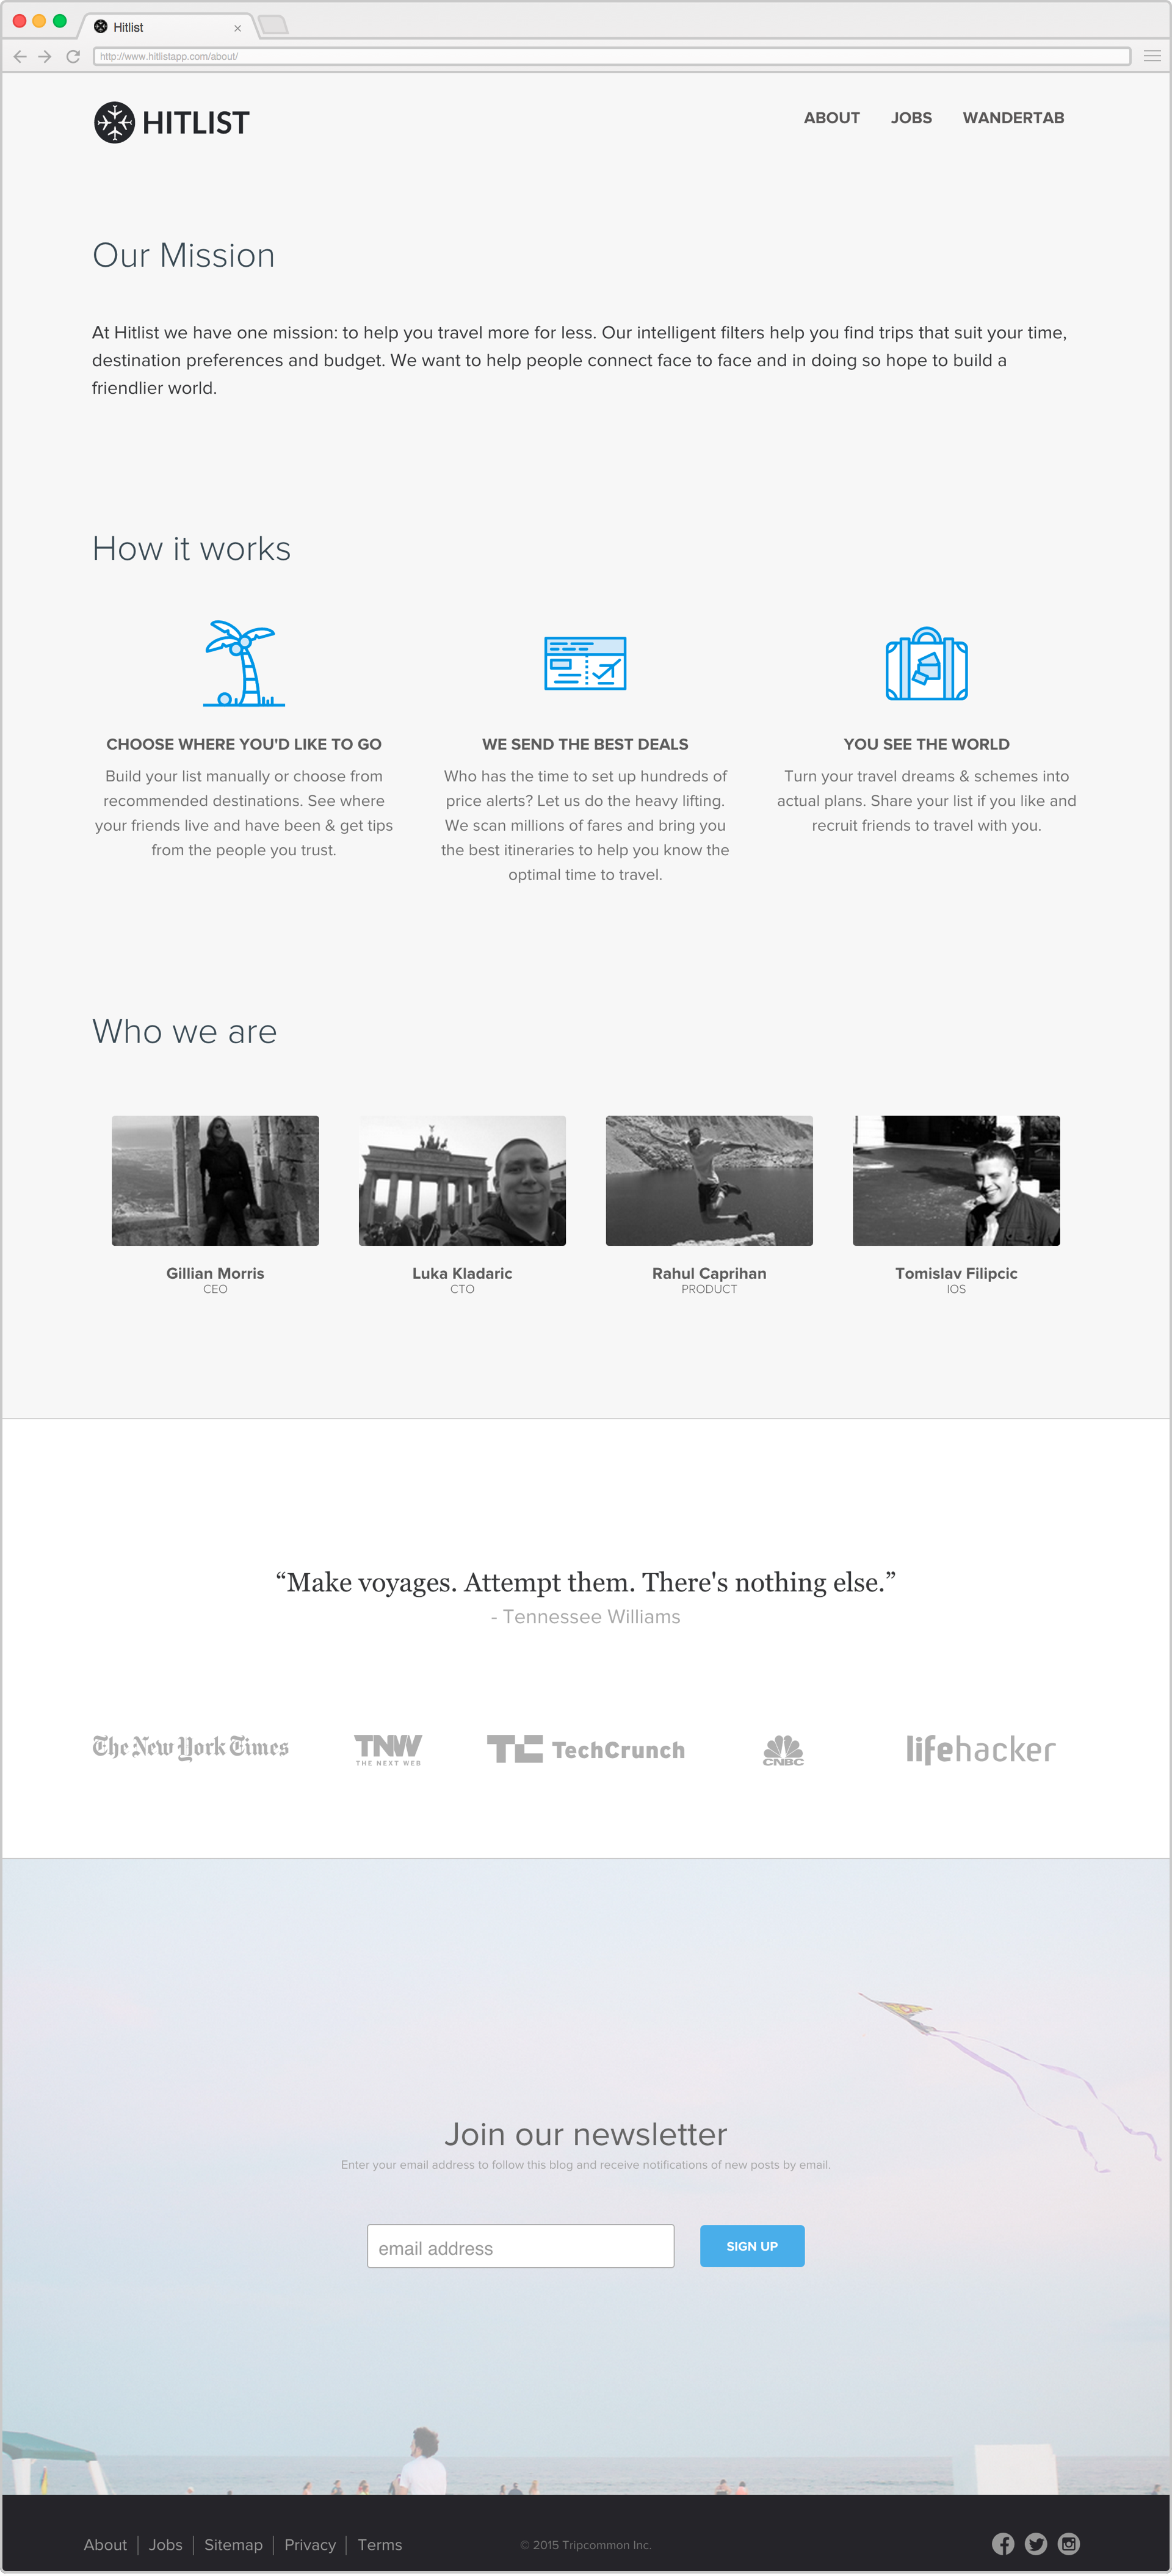 Hitlist
http://www.hitlistapp.com/about/
HITLIST
ABOUT JOBS WANDERTAB
Our Mission
At Hitlist we have one mission: to help you travel more for less. Our intelligent filters help you find trips that suit your time,
destination preferences and budget. We want to help people connect face to face and in doing so hope to build a
friendlier world.
How it works
CHOOSE WHERE YOU'D LIKE TO GO
Build your list manually or choose from
recommended destinations. See where
your friends live and have been & get tips
from the people you trust.
WE SEND THE BEST DEALS
Who has the time to set up hundreds of
price alerts? Let us do the heavy lifting.
We scan millions of fares and bring you
the best itineraries to help you know the
optimal time to travel.
YOU SEE THE WORLD
Turn your travel dreams & schemes into
actual plans. Share your list if you like and
recruit friends to travel with you.
Who we are
Gillian Morris
CEO
Luka Kladaric
CTO
Rahul Caprihan
PRODUCT
Tomislav Filipcic
IOS
“Make voyages. Attempt them. There's nothing else.”
- Tennessee Williams
The New York Times
TNW
THE NEXT WEB
TC TechCrunch
CNBC
lifehacker
Join our newsletter
Enter your email address to follow this blog and receive notifications of new posts by email.
email address
SIGN UP
About | Jobs | Sitemap | Privacy | Terms
© 2015 Tripcommon Inc.